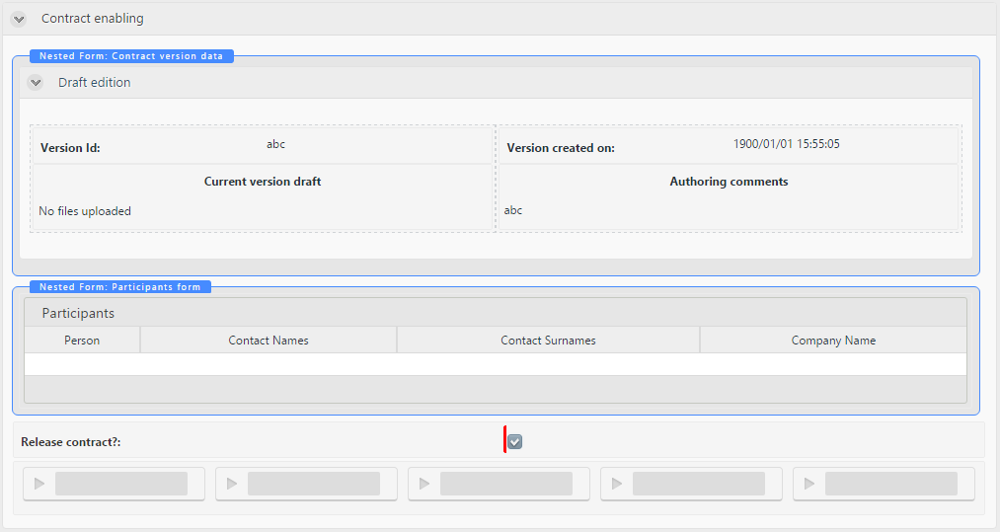 Contract enabling
Nested Form: Contract version data
Draft edition
Version Id: abc Version created on: 1900/01/01 15:55:05
Current version draft Authoring comments
No files uploaded abc
Nested Form: Participants form
Participants
Person Contact Names Contact Surnames Company Name
Release contract?: